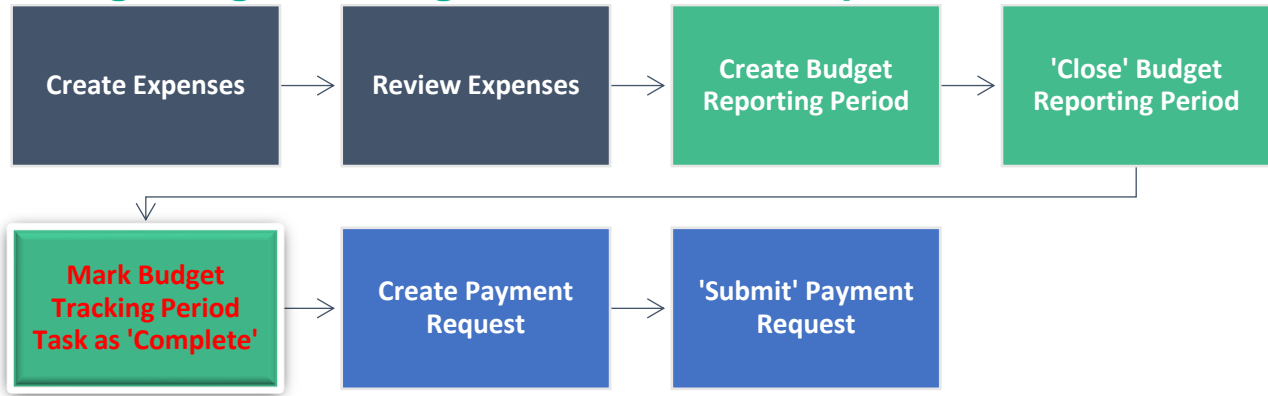 Create Expenses
Review Expenses
Create Budget
Reporting Period
'Close' Budget
Reporting Period
Mark Budget
Tracking Period
Task as 'Complete'
Create Payment
Request
'Submit' Payment
Request